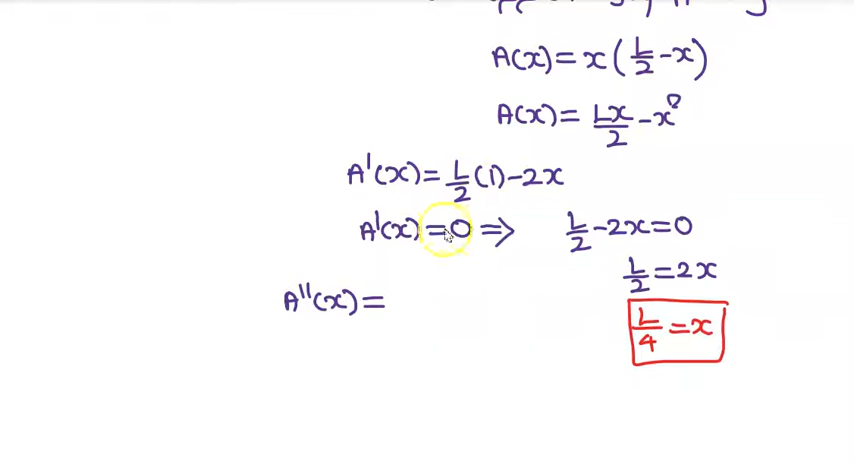 A(x) = x(L/2 - x)
A(x) = Lx/2 - x²
A'(x) = L/2 (1) - 2x
A'(x) = 0 ⇒ L/2 - 2x = 0
L/2 = 2x
A''(x) =
L/4 = x